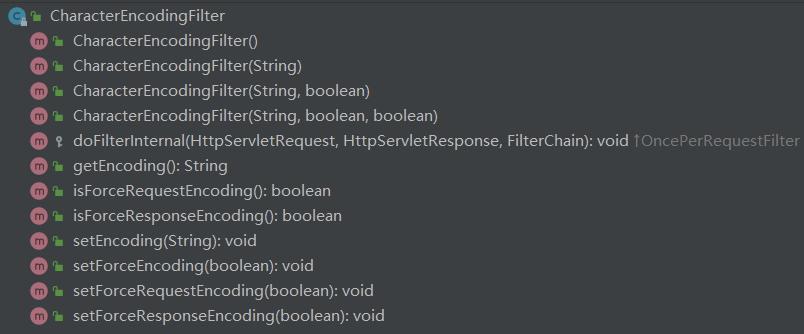 CharacterEncodingFilter
CharacterEncodingFilter()
CharacterEncodingFilter(String)
CharacterEncodingFilter(String, boolean)
CharacterEncodingFilter(String, boolean, boolean)
doFilterInternal(HttpServletRequest, HttpServletResponse, FilterChain): void ↑OncePerRequestFilter
getEncoding(): String
isForceRequestEncoding(): boolean
isForceResponseEncoding(): boolean
setEncoding(String): void
setForceEncoding(boolean): void
setForceRequestEncoding(boolean): void
setForceResponseEncoding(boolean): void